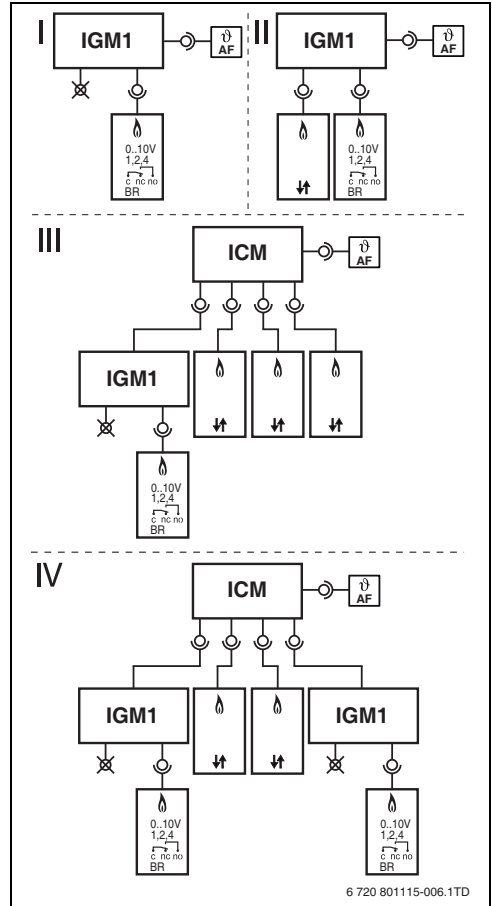 I
IGM1
ϑ
AF
0..10V
1,2,4
c nc no
BR
II
IGM1
ϑ
AF
0..10V
1,2,4
c nc no
BR
III
ICM
ϑ
AF
IGM1
0..10V
1,2,4
c nc no
BR
IV
ICM
ϑ
AF
IGM1
IGM1
0..10V
1,2,4
c nc no
BR
0..10V
1,2,4
c nc no
BR
6 720 801115-006.1TD